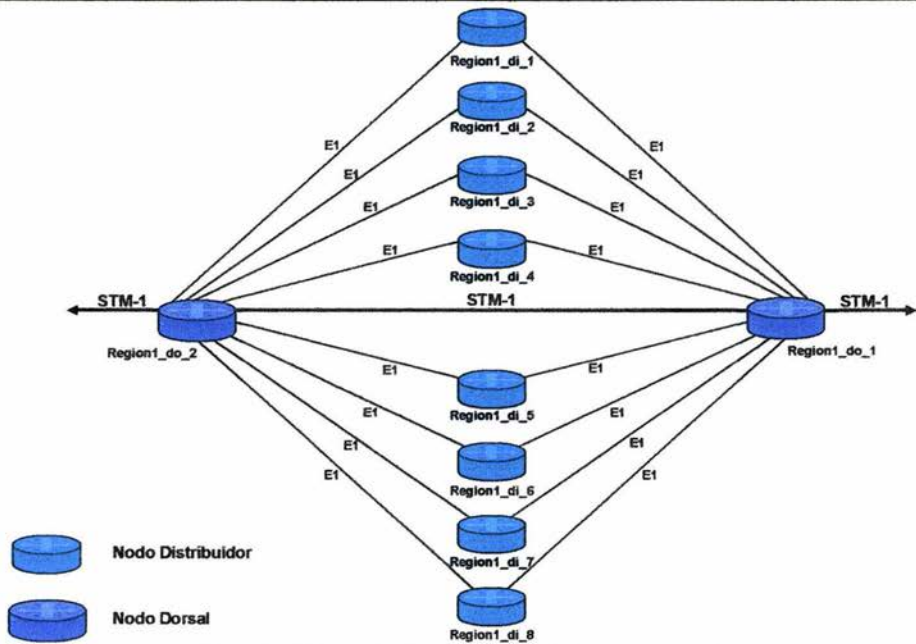 Region1_di_1
Region1_di_2
E1
E1
E1
E1
Region1_di_3
E1
E1
Region1_di_4
E1
E1
STM-1
STM-1
STM-1
Region1_do_2
Region1_do_1
E1
E1
Region1_di_5
E1
E1
E1
E1
Region1_di_6
E1
E1
Nodo Distribuidor
Region1_di_7
Nodo Dorsal
Region1_di_8